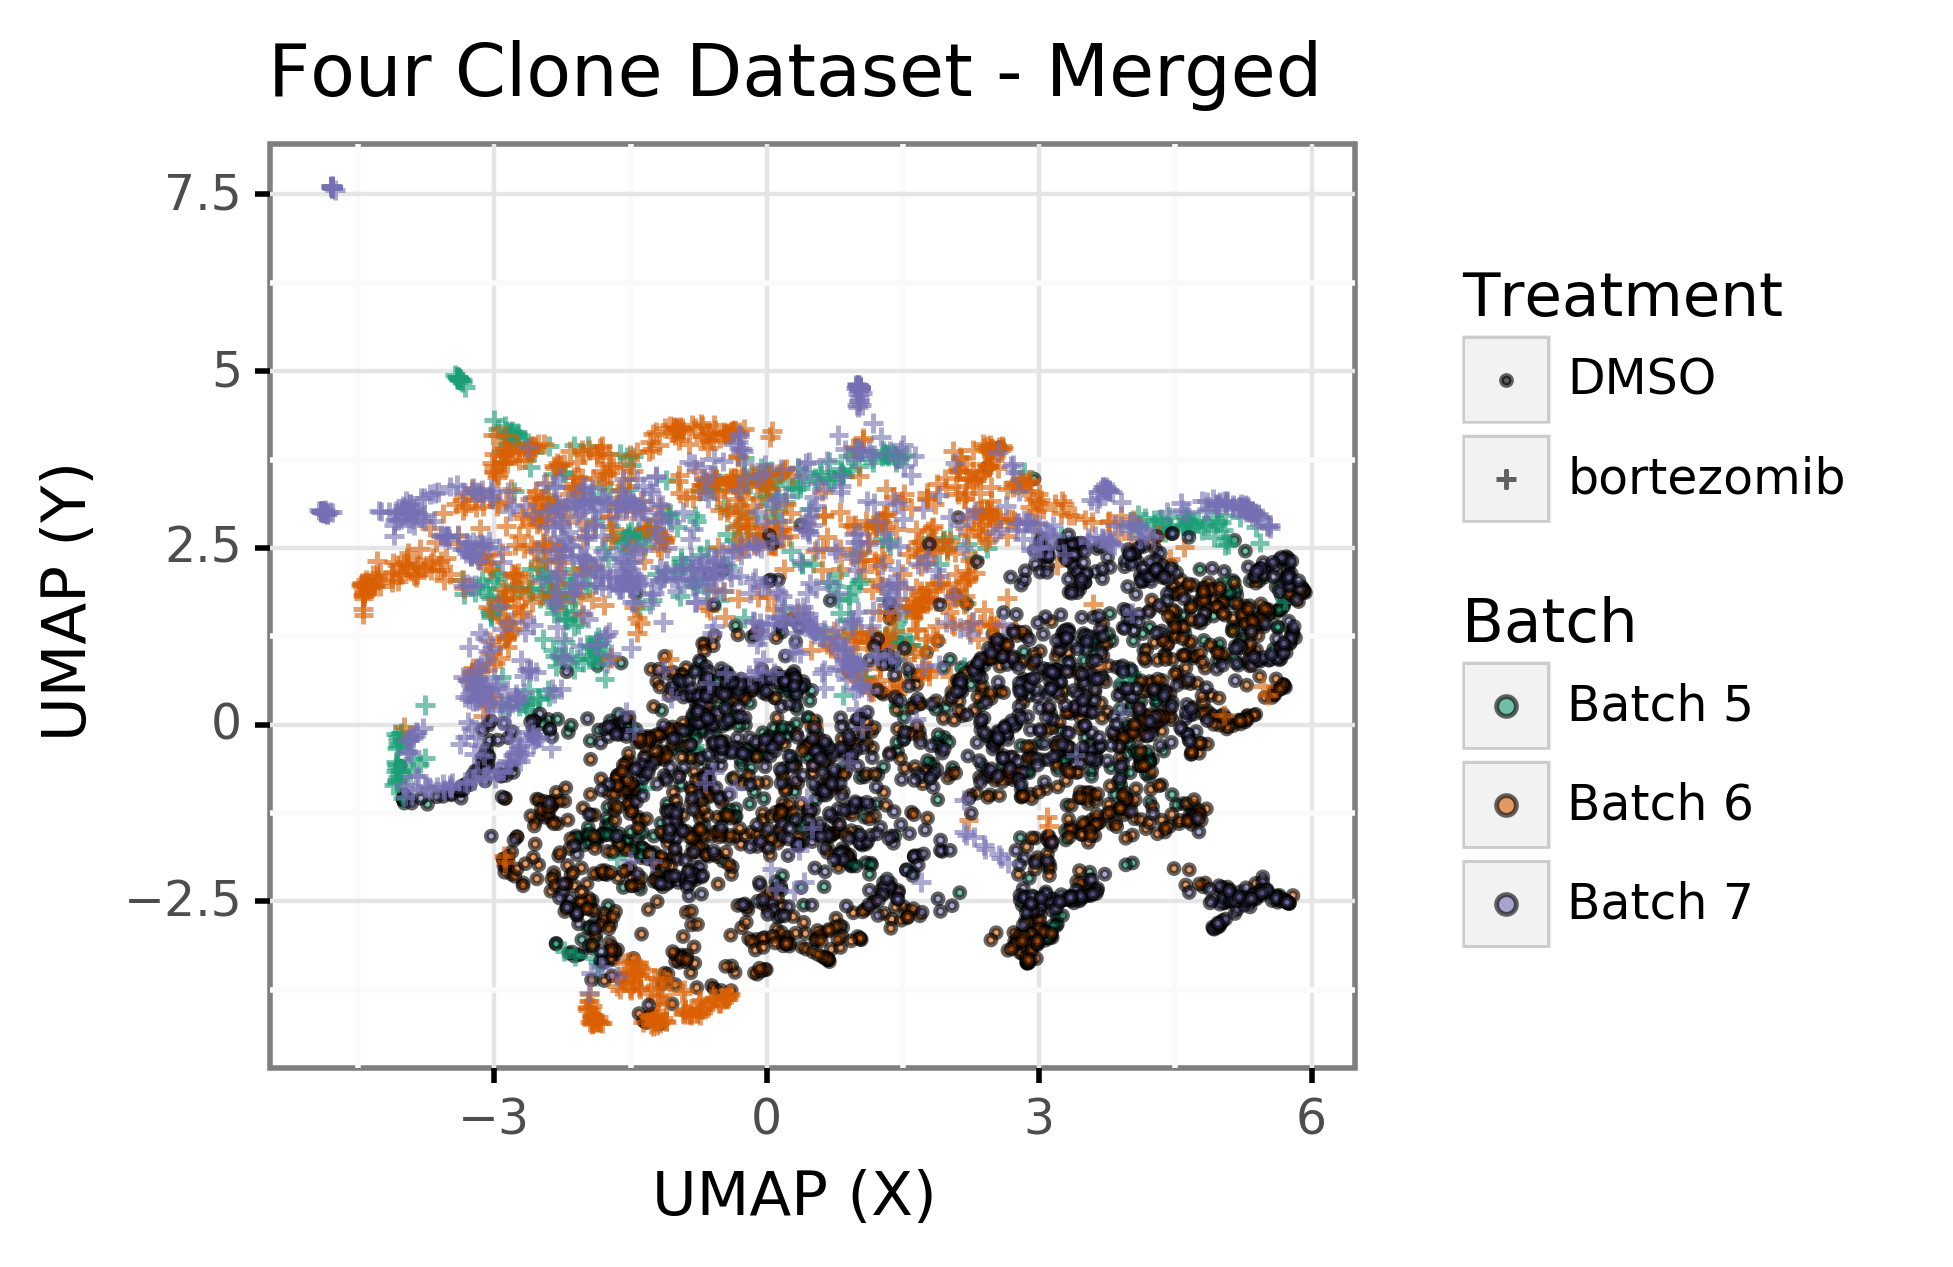 Four Clone Dataset - Merged
7.5
5
2.5
0
−2.5
−3
0
3
6
UMAP (X)
UMAP (Y)
Treatment
DMSO
bortezomib
Batch
Batch 5
Batch 6
Batch 7